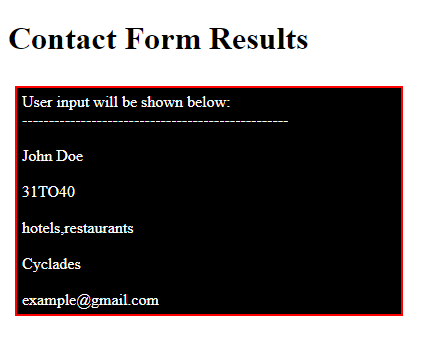 Contact Form Results
User input will be shown below:
--------------------------------------------------
John Doe
31TO40
hotels,restaurants
Cyclades
example@gmail.com